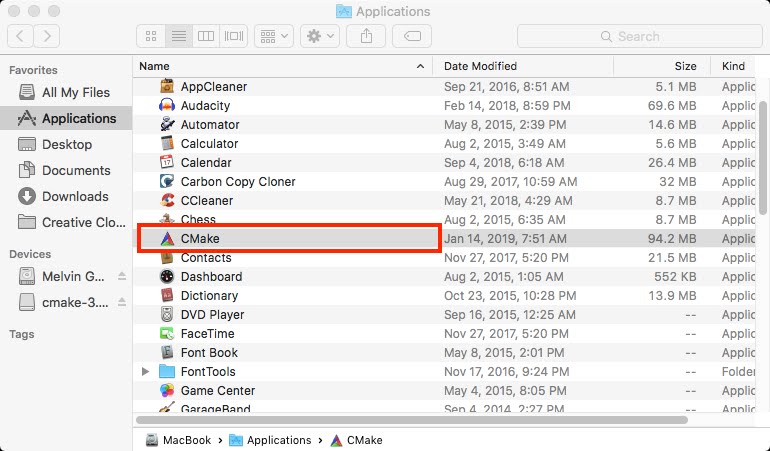 Applications
Search
Favorites
All My Files
Applications
Desktop
Documents
Downloads
Creative Clo...
Devices
Melvin G...
cmake-3....
Tags
Name Date Modified Size Kind
AppCleaner Sep 21, 2016, 8:51 AM 5.1 MB Applic
Audacity Feb 14, 2018, 8:59 PM 69.6 MB Applic
Automator May 8, 2015, 2:39 PM 14.6 MB Applic
Calculator Aug 2, 2015, 3:49 AM 5.6 MB Applic
Calendar Sep 4, 2018, 6:18 AM 26.4 MB Applic
Carbon Copy Cloner Aug 29, 2017, 10:59 AM 32 MB Applic
CCleaner May 21, 2018, 4:29 AM 8.7 MB Applic
Chess Aug 2, 2015, 6:35 AM 8.7 MB Applic
CMake Jan 14, 2019, 7:51 AM 94.2 MB Applic
Contacts Nov 27, 2017, 5:20 PM 21.5 MB Applic
Dashboard Aug 2, 2015, 1:05 AM 552 KB Applic
Dictionary Oct 23, 2015, 10:28 PM 13.9 MB Applic
DVD Player Sep 16, 2015, 12:25 AM -- Applic
FaceTime Nov 27, 2017, 5:20 PM -- Applic
Font Book May 8, 2015, 2:01 PM -- Applic
FontTools Nov 17, 2016, 9:24 PM -- Folder
Game Center May 4, 2015, 8:05 PM -- Applic
GarageBand Sep 4, 2014, 2:27 PM -- Applic
MacBook › Applications › CMake